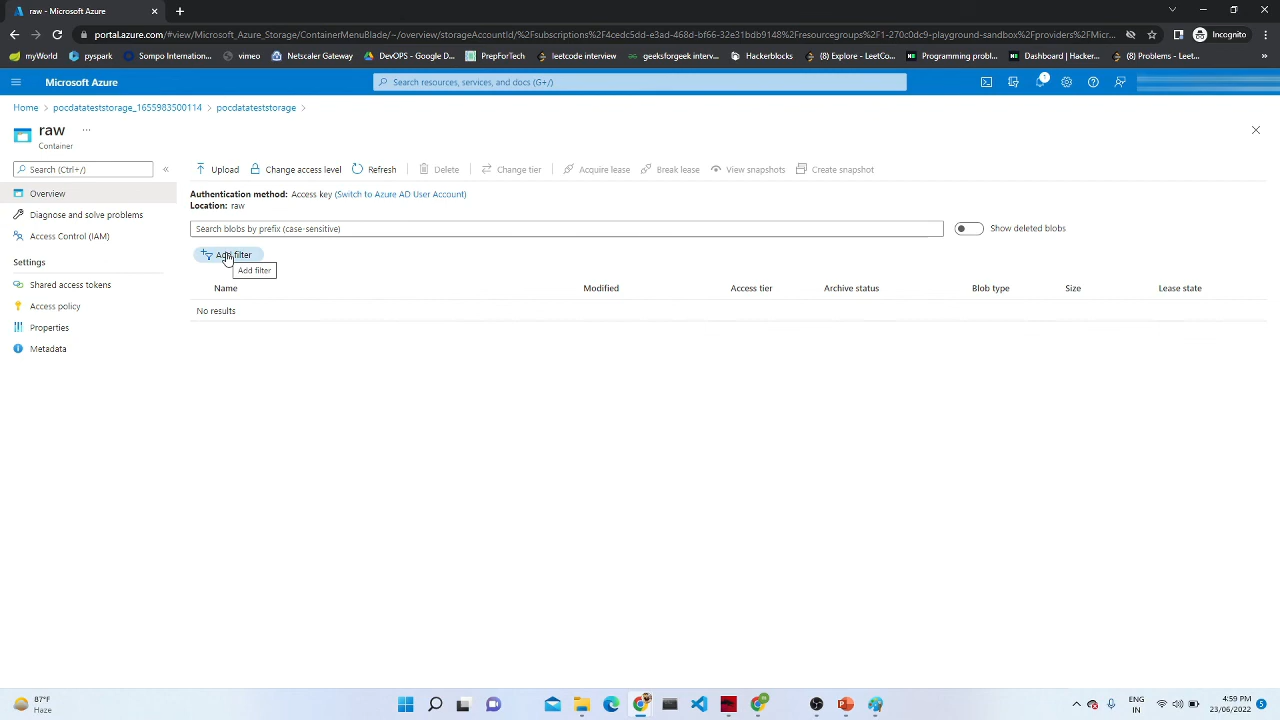 raw - Microsoft Azure
portal.azure.com/#view/Microsoft_Azure_Storage/ContainerMenuBlade/~/overview/storageAccountId/%2Fsubscriptions%2F4cedc5dd-e3ad-468d-bf66-32e31bdb9148%2Fresourcegroups%2F1-270c0dc9-playground-sandbox%2Fproviders%2FMicr...
Incognito
myWorld pyspark Sompo Internation... vimeo Netscaler Gateway DevOPS - Google D... PrepForTech leetcode interview geeksforgeek interv... Hackerblocks (8) Explore - LeetCo... Programming probl... Dashboard | Hacker... (8) Problems - Leet... »
Microsoft Azure
Search resources, services, and docs (G+/)
1
Home > pocdatateststorage_1655983500114 > pocdatateststorage >
raw ...
Container
Search (Ctrl+/) «
Upload Change access level Refresh Delete Change tier Acquire lease Break lease View snapshots Create snapshot
Overview
Diagnose and solve problems
Access Control (IAM)
Settings
Shared access tokens
Access policy
Properties
Metadata
Authentication method: Access key (Switch to Azure AD User Account)
Location: raw
Search blobs by prefix (case-sensitive)
Show deleted blobs
Add filter
Add filter
Name Modified Access tier Archive status Blob type Size Lease state
No results
87°F
Haze
ENG
IN
4:59 PM
23/06/2022
5